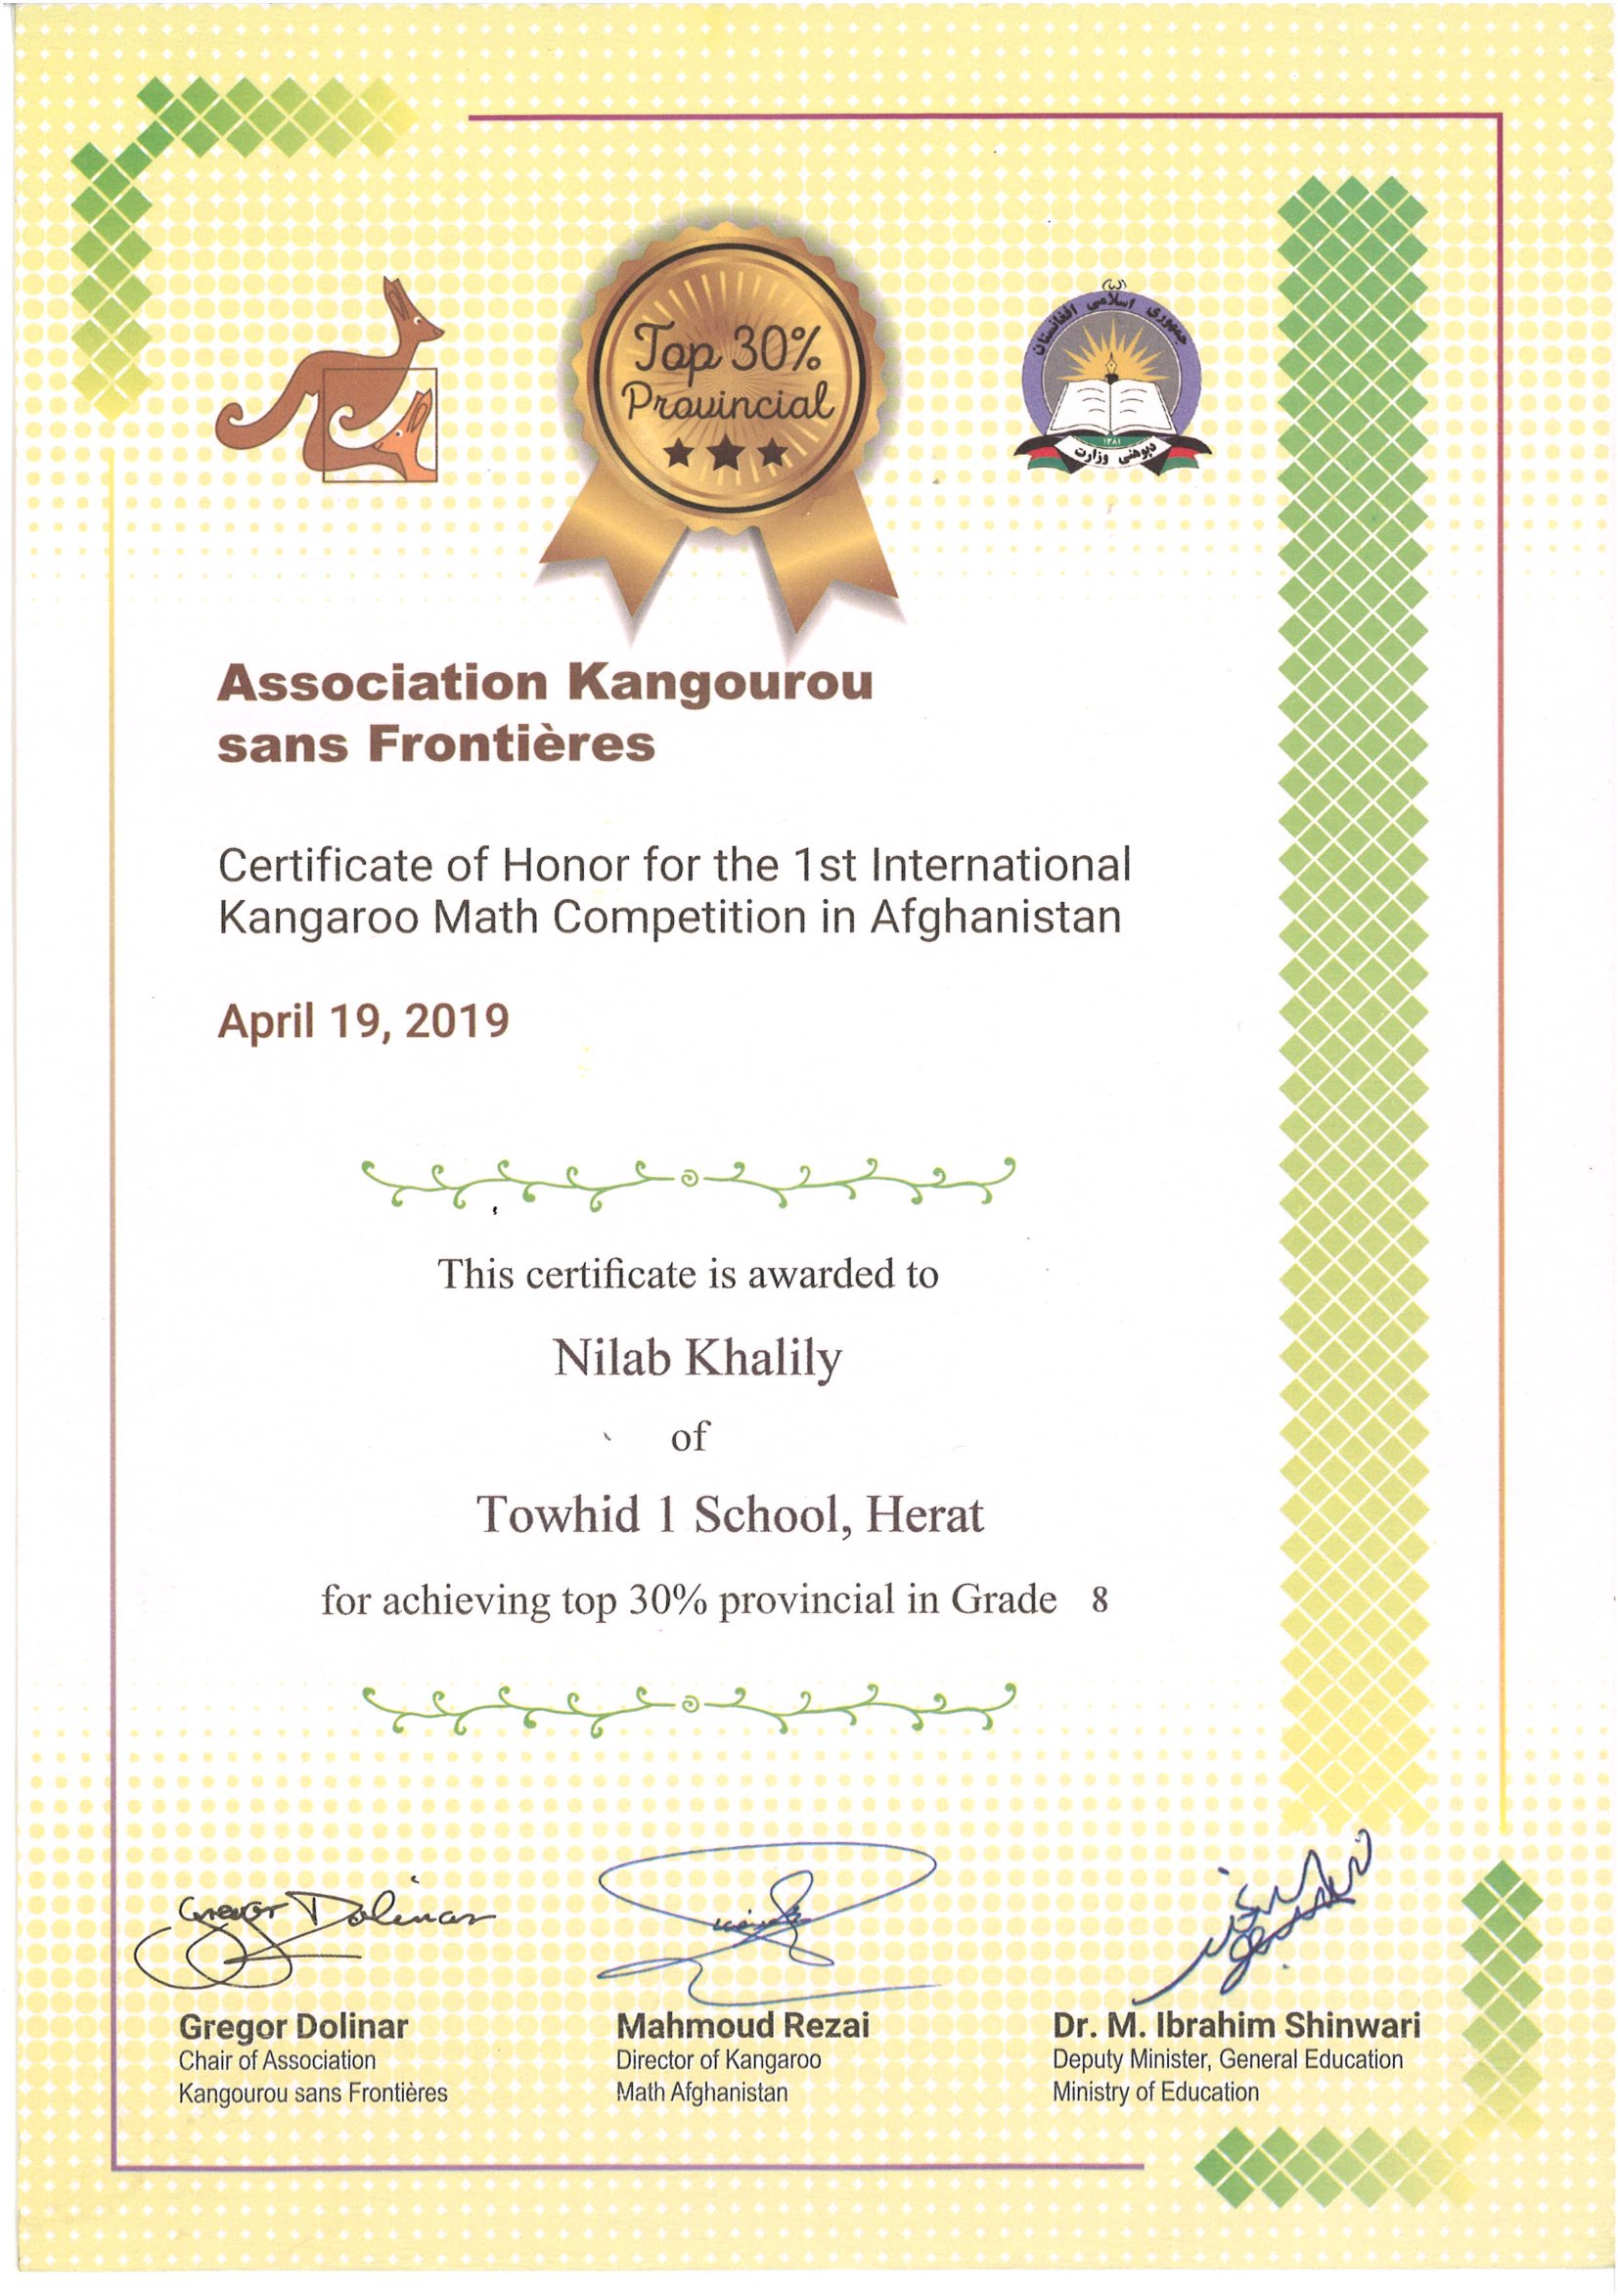 Top 30%
Provincial
جمهوری اسلامی افغانستان
۱۳۸۱
دپوهنې وزارت
Association Kangourou
sans Frontières
Certificate of Honor for the 1st International
Kangaroo Math Competition in Afghanistan
April 19, 2019
This certificate is awarded to
Nilab Khalily
of
Towhid 1 School, Herat
for achieving top 30% provincial in Grade 8
Gregor Dolinar
Gregor Dolinar
Chair of Association
Kangourou sans Frontières
Mahmoud Rezai
Director of Kangaroo
Math Afghanistan
Dr. M. Ibrahim Shinwari
Deputy Minister, General Education
Ministry of Education